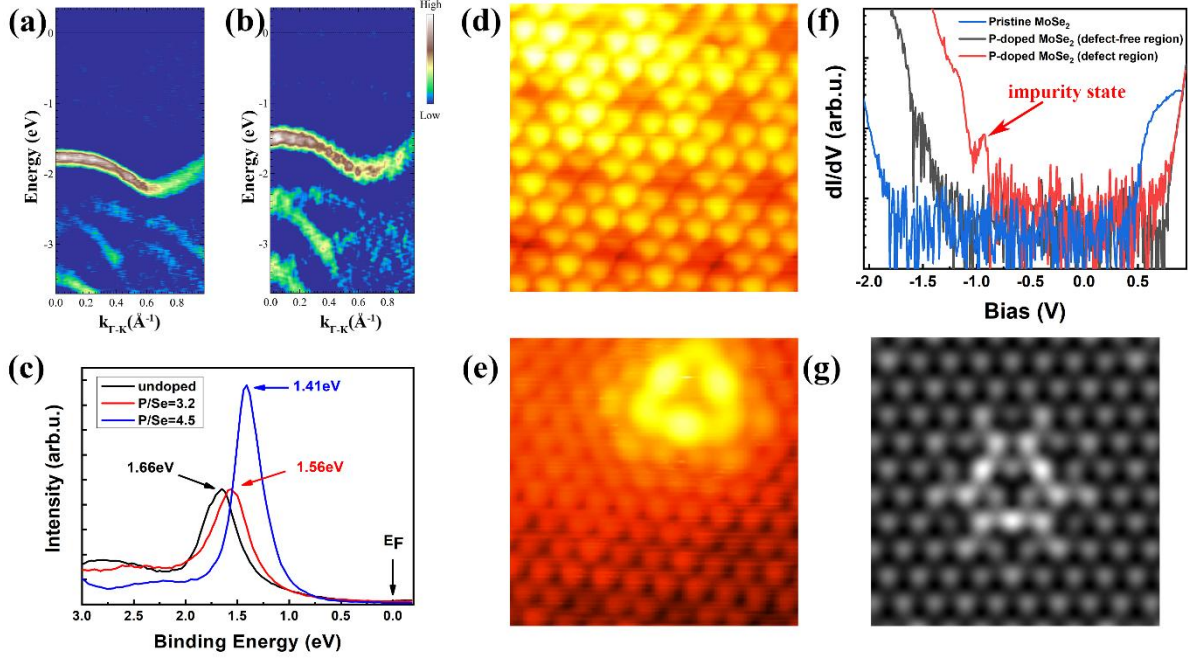 (a)
0
-1
-2
-3
Energy (eV)
0.0 0.2 0.4 0.6 0.8
k Γ-K (Å⁻¹)
(b)
High
Low
0
-1
-2
-3
Energy (eV)
0.0 0.2 0.4 0.6 0.8
k Γ-K (Å⁻¹)
(c)
undoped
P/Se=3.2
P/Se=4.5
1.41eV
1.66eV
1.56eV
EF
Intensity (arb.u.)
3.0 2.5 2.0 1.5 1.0 0.5 0.0
Binding Energy (eV)
(d)
(e)
(f)
Pristine MoSe₂
P-doped MoSe₂ (defect-free region)
P-doped MoSe₂ (defect region)
impurity state
dI/dV (arb.u.)
-2.0 -1.5 -1.0 -0.5 0.0 0.5
Bias (V)
(g)